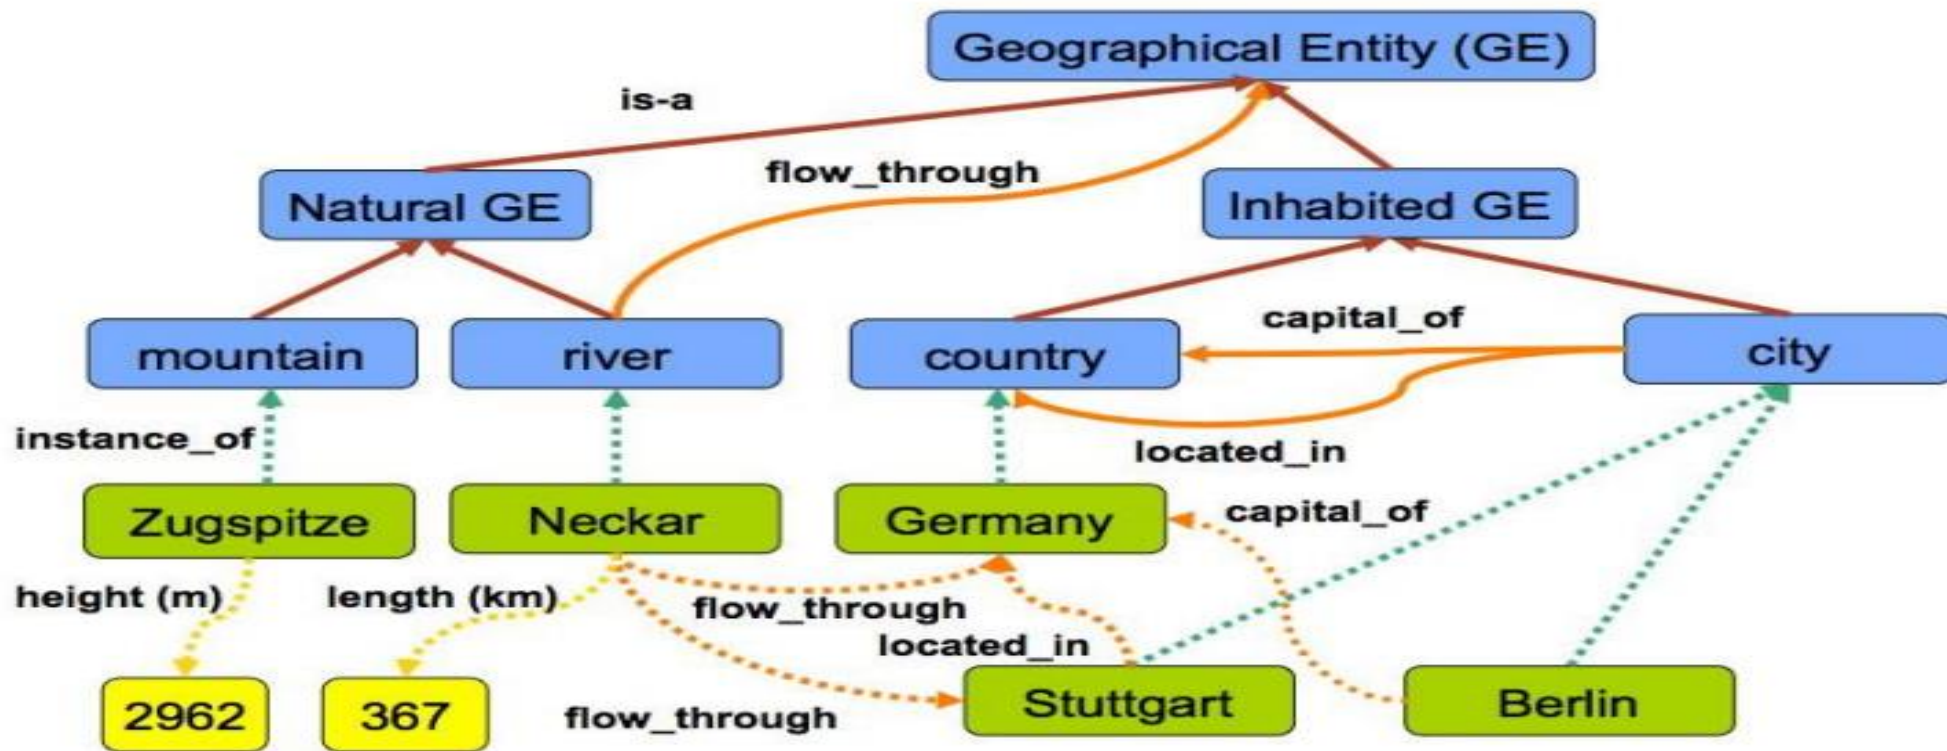 Geographical Entity (GE)
is-a
flow_through
Natural GE
Inhabited GE
capital_of
mountain
river
country
city
instance_of
located_in
Zugspitze
Neckar
Germany
capital_of
height (m)
length (km)
flow_through
located_in
2962
367
flow_through
Stuttgart
Berlin